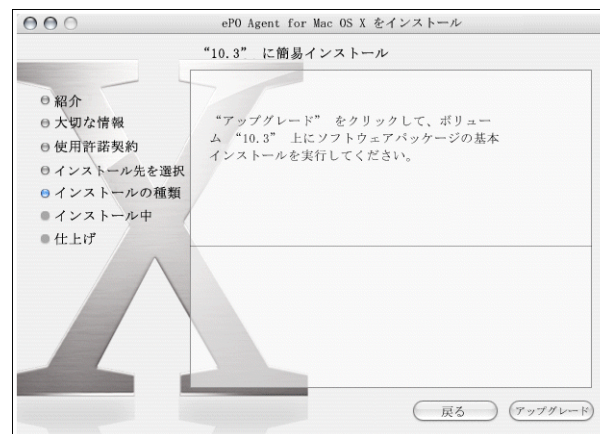 ePO Agent for Mac OS X をインストール
“10.3” に簡易インストール
紹介
大切な情報
使用許諾契約
インストール先を選択
インストールの種類
インストール中
仕上げ
“アップグレード” をクリックして、ボリュー
ム “10.3” 上にソフトウェアパッケージの基本
インストールを実行してください。
戻る
アップグレード